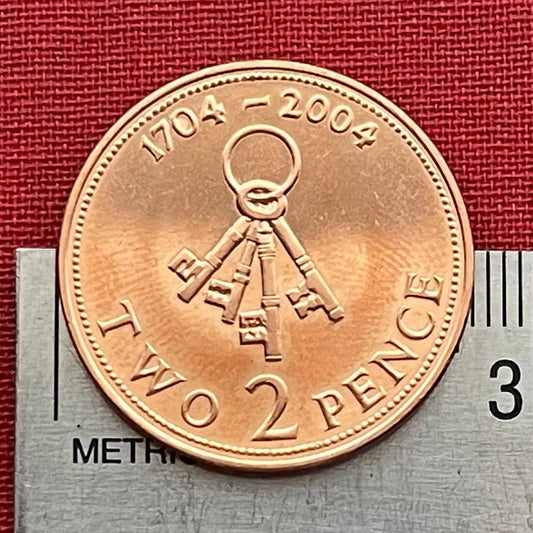 1704 – 2004
TWO 2 PENCE
3
METRI